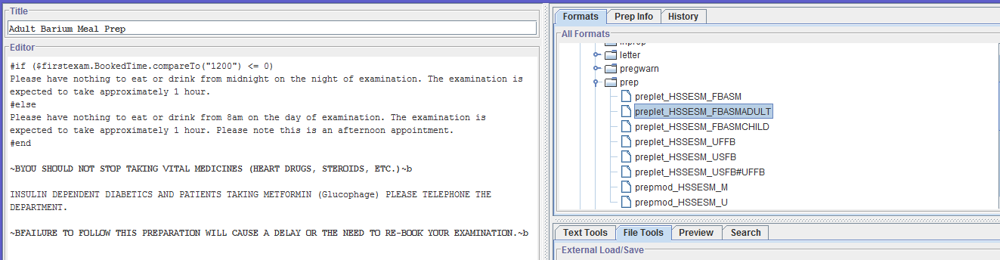 Title
Adult Barium Meal Prep
Editor
#if ($firstexam.BookedTime.compareTo("1200") <= 0)
Please have nothing to eat or drink from midnight on the night of examination. The examination is
expected to take approximately 1 hour.
#else
Please have nothing to eat or drink from 8am on the day of examination. The examination is
expected to take approximately 1 hour. Please note this is an afternoon appointment.
#end
~BYOU SHOULD NOT STOP TAKING VITAL MEDICINES (HEART DRUGS, STEROIDS, ETC.)~b
INSULIN DEPENDENT DIABETICS AND PATIENTS TAKING METFORMIN (Glucophage) PLEASE TELEPHONE THE
DEPARTMENT.
~BFAILURE TO FOLLOW THIS PREPARATION WILL CAUSE A DELAY OR THE NEED TO RE-BOOK YOUR EXAMINATION.~b
Formats Prep Info History
All Formats
letter
pregwarn
prep
preplet_HSSESM_FBASM
preplet_HSSESM_FBASMADULT
preplet_HSSESM_FBASMCHILD
preplet_HSSESM_UFFB
preplet_HSSESM_USFB
preplet_HSSESM_USFB#UFFB
prepmod_HSSESM_M
prepmod_HSSESM_U
Text Tools File Tools Preview Search
External Load/Save